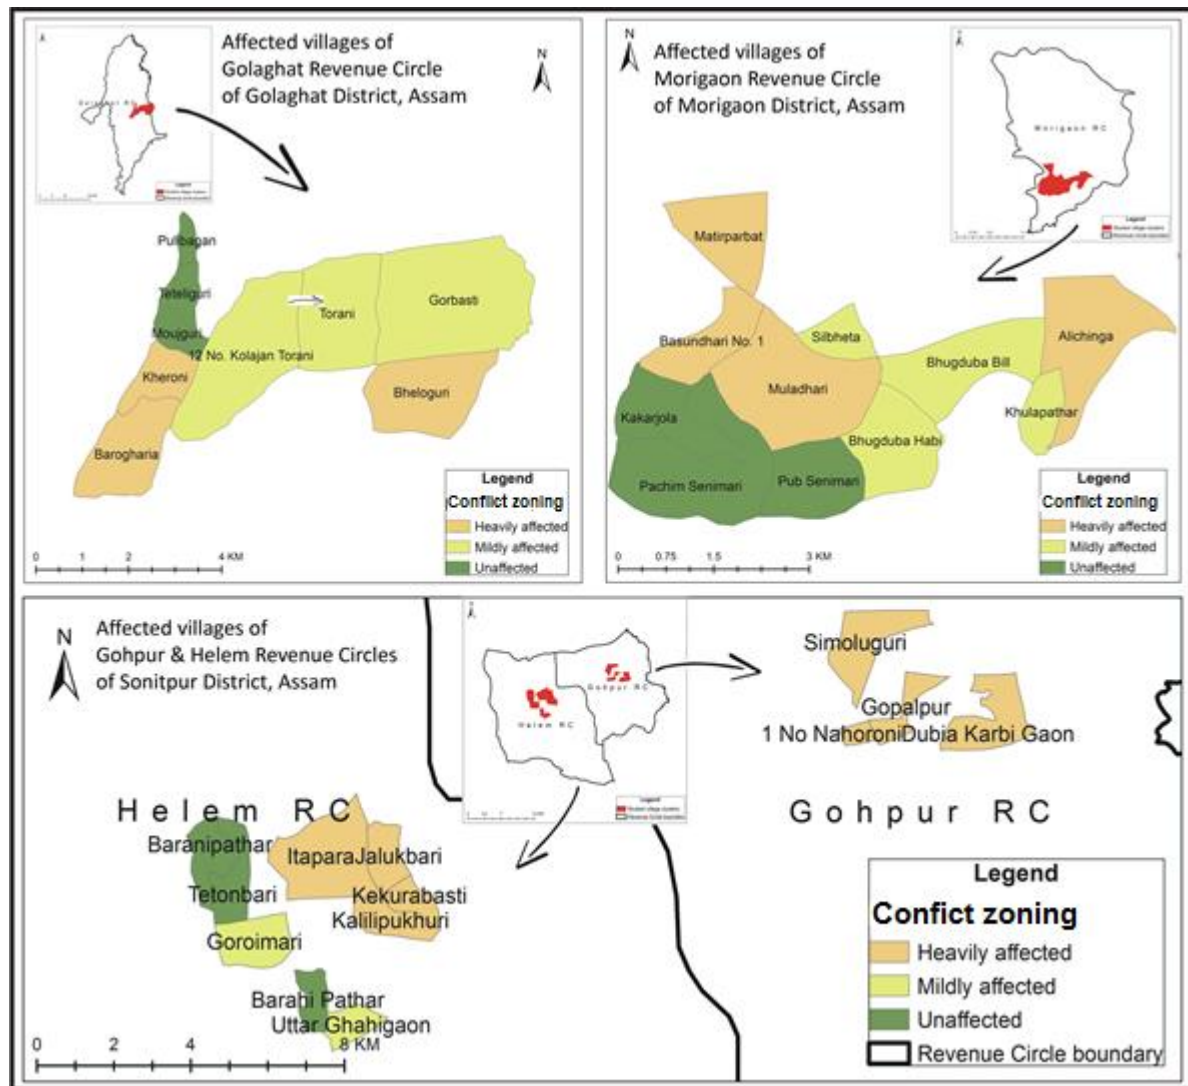 Affected villages of
Golaghat Revenue Circle
of Golaghat District, Assam
N
Legend
Pulibagan
Teteliguri
Moujguri
12 No. Kolajan Torani
Torani
Gorbasti
Kheroni
Barogharia
Bheloguri
Legend
Conflict zoning
Heavily affected
Mildly affected
Unaffected
0 1 2 4 KM
N
Affected villages of
Morigaon Revenue Circle
of Morigaon District, Assam
Morigaon RC
Legend
Matirparbat
Basundhari No. 1
Silbheta
Muladhari
Bhugduba Bill
Alichinga
Khulapathar
Kakarjola
Bhugduba Habi
Pachim Senimari
Pub Senimari
Legend
Conflict zoning
Heavily affected
Mildly affected
Unaffected
0 0.75 1.5 3 KM
N
Affected villages of
Gohpur & Helem Revenue Circles
of Sonitpur District, Assam
Gohpur RC
Helem RC
Legend
Simoluguri
Gopalpur
1 No Nahoroni Dubia Karbi Gaon
Helem RC
Gohpur RC
Baranipathar
Itapara Jalukbari
Tetonbari
Kekurabasti
Kalilipukhuri
Goroimari
Barahi Pathar
Uttar Ghahigaon
0 2 4 8 KM
Legend
Confict zoning
Heavily affected
Mildly affected
Unaffected
Revenue Circle boundary